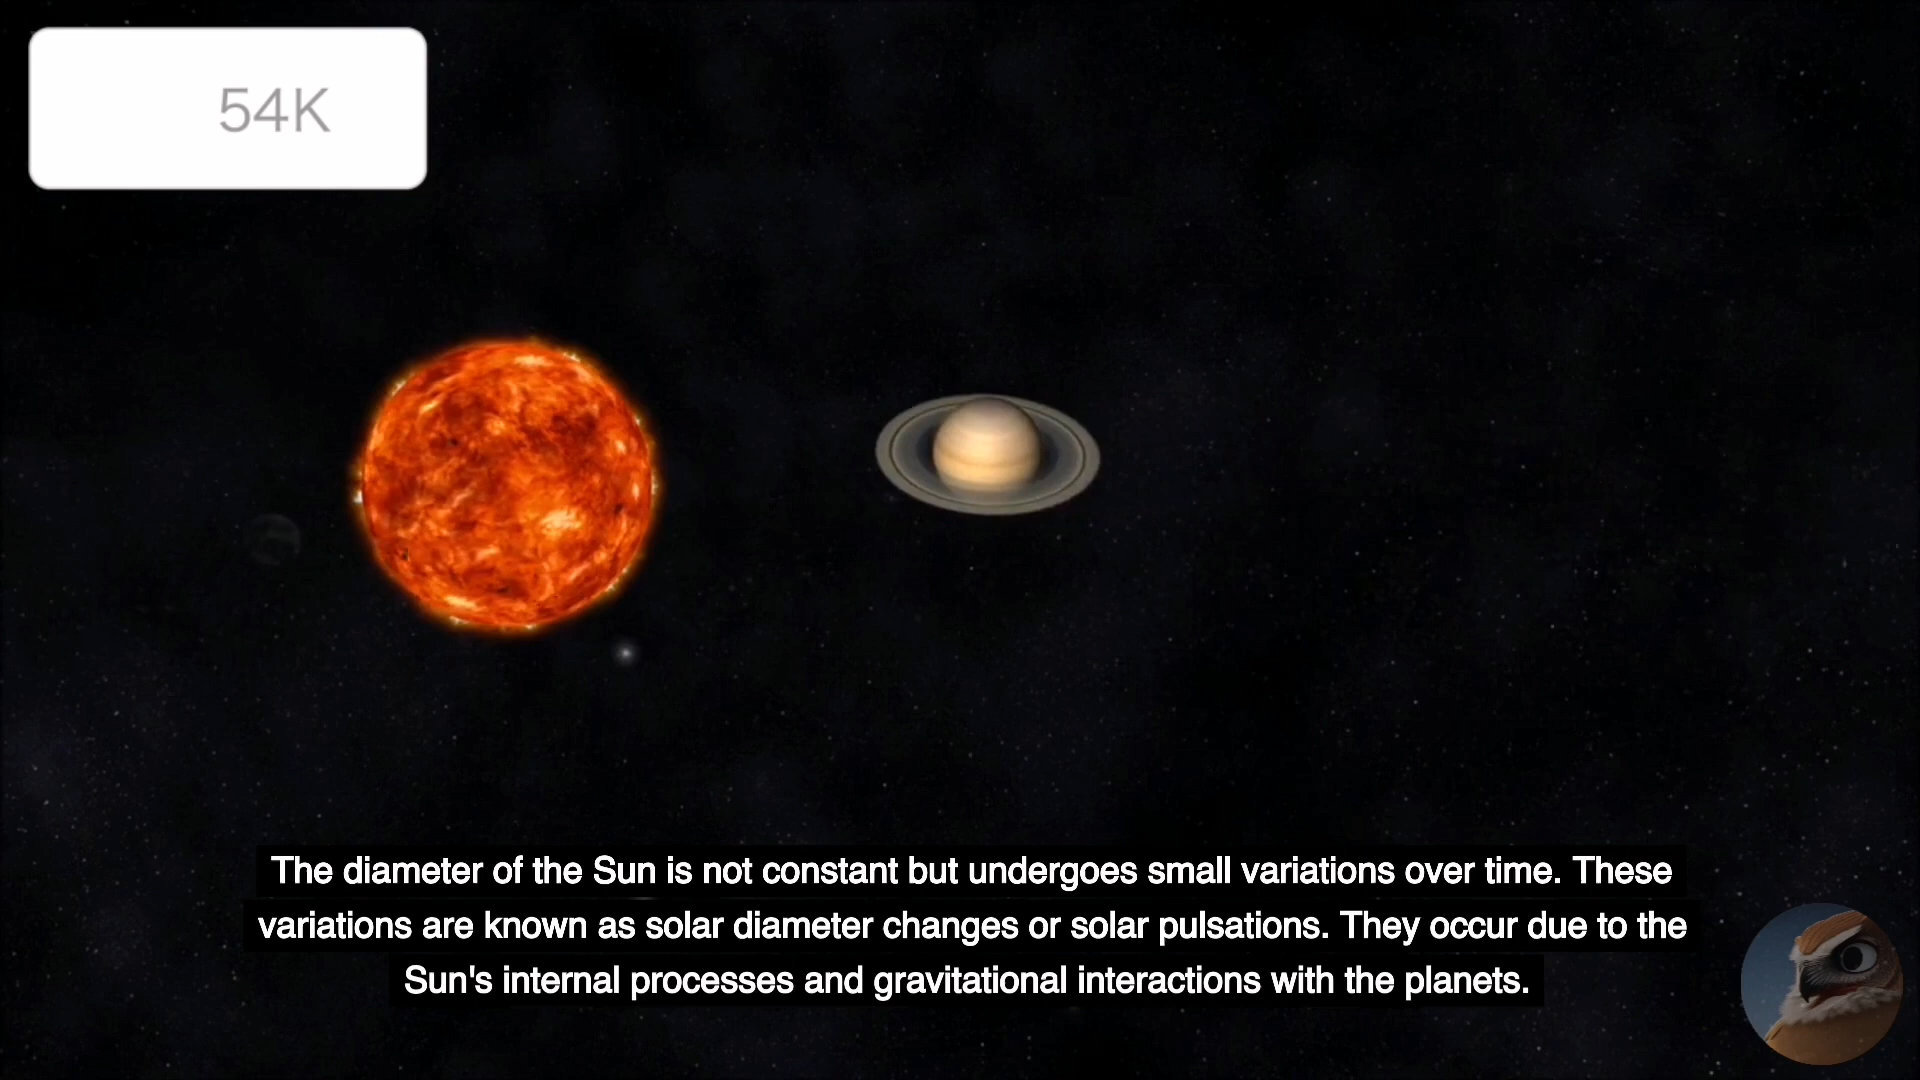 54K
The diameter of the Sun is not constant but undergoes small variations over time. These
variations are known as solar diameter changes or solar pulsations. They occur due to the
Sun's internal processes and gravitational interactions with the planets.